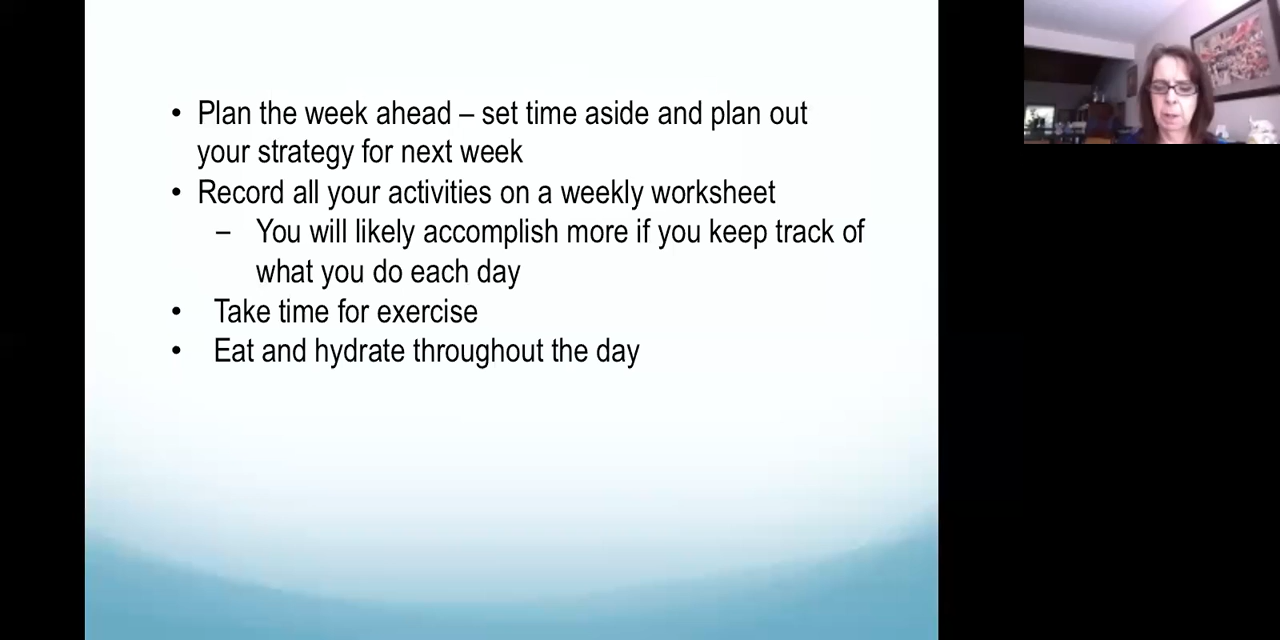 • Plan the week ahead – set time aside and plan out
your strategy for next week
• Record all your activities on a weekly worksheet
– You will likely accomplish more if you keep track of
what you do each day
• Take time for exercise
• Eat and hydrate throughout the day